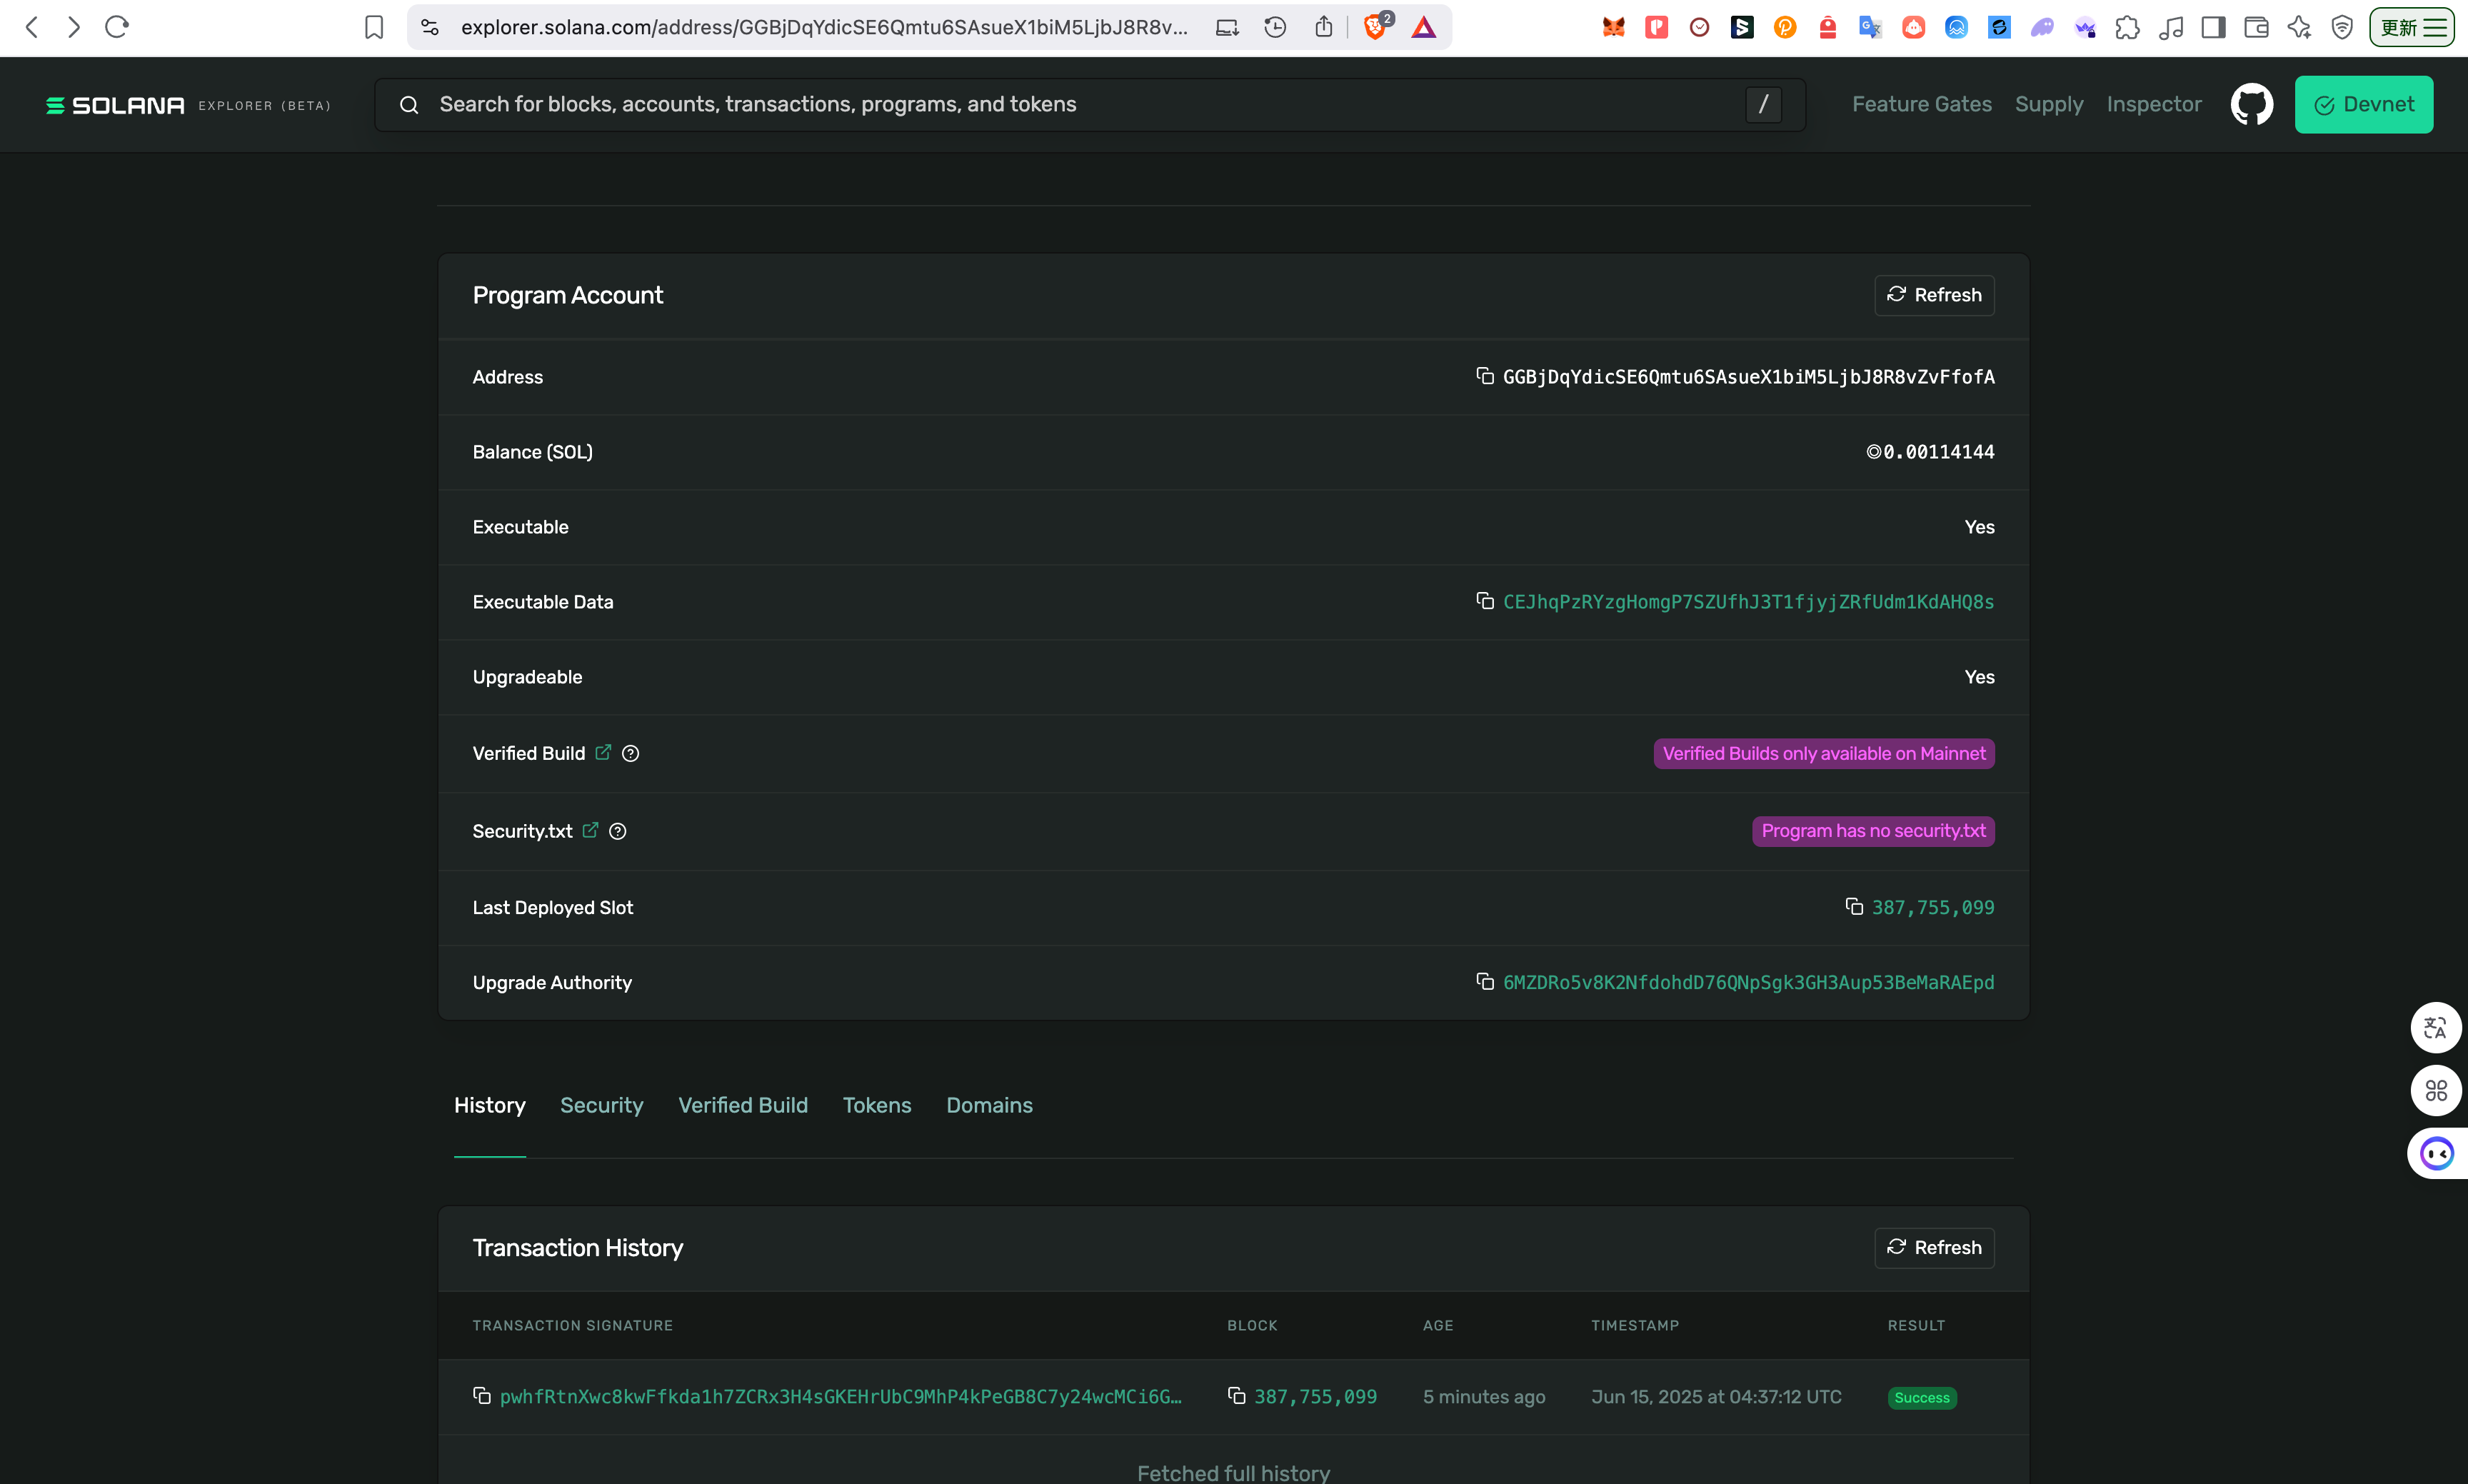 explorer.solana.com/address/GGBjDqYdicSE6Qmtu6SAsueX1biM5LjbJ8R8v...
2
更新
SOLANA EXPLORER (BETA)
Search for blocks, accounts, transactions, programs, and tokens
/
Feature Gates
Supply
Inspector
Devnet
Program Account
Refresh
Address
GGBjDqYdicSE6Qmtu6SAsueX1biM5LjbJ8R8vZvFfofA
Balance (SOL)
◎0.00114144
Executable
Yes
Executable Data
CEJhqPzRYzgHomgP7SZUfhJ3T1fjyjZRfUdm1KdAHQ8s
Upgradeable
Yes
Verified Build
Verified Builds only available on Mainnet
Security.txt
Program has no security.txt
Last Deployed Slot
387,755,099
Upgrade Authority
6MZDRo5v8K2NfdohdD76QNpSgk3GH3Aup53BeMaRAEpd
History
Security
Verified Build
Tokens
Domains
Transaction History
Refresh
TRANSACTION SIGNATURE
BLOCK
AGE
TIMESTAMP
RESULT
pwhfRtnXwc8kwFfkda1h7ZCRx3H4sGKEHrUbC9MhP4kPeGB8C7y24wcMCi6G…
387,755,099
5 minutes ago
Jun 15, 2025 at 04:37:12 UTC
Success
Fetched full history